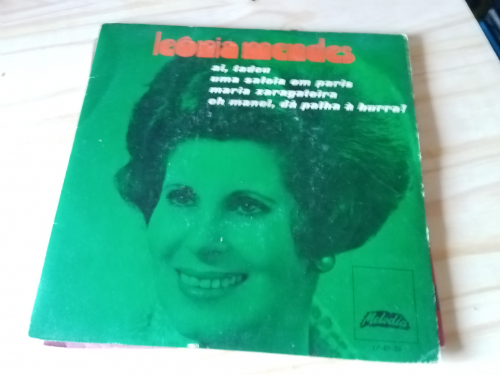 leónia mendes
ai, tadeu
uma saloia em paris
maria zaragateira
oh manel, dá palha à burra!
Melodia